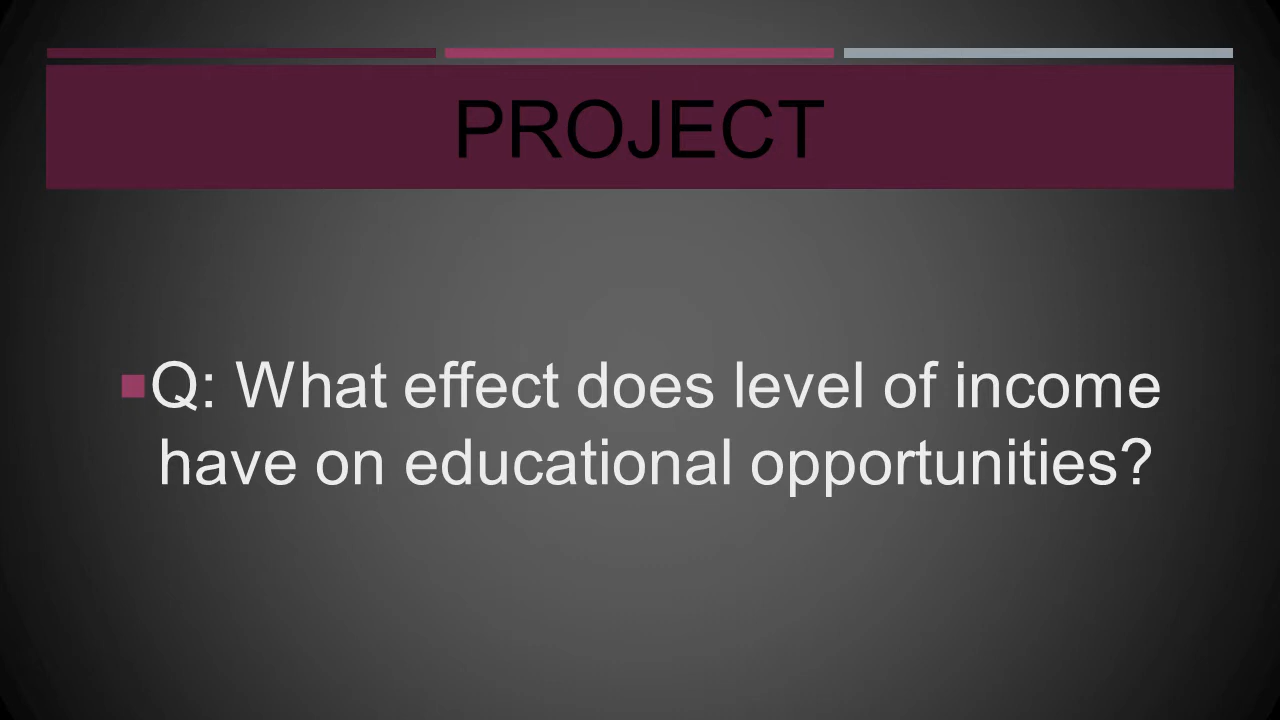 PROJECT
Q: What effect does level of income
have on educational opportunities?